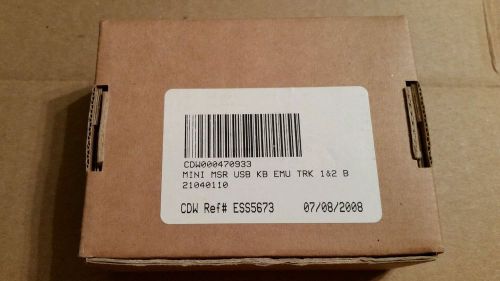 CDW000470933
MINI MSR USB KB EMU TRK 1&2 B
21040110
CDW Ref# ESS5673 07/08/2008